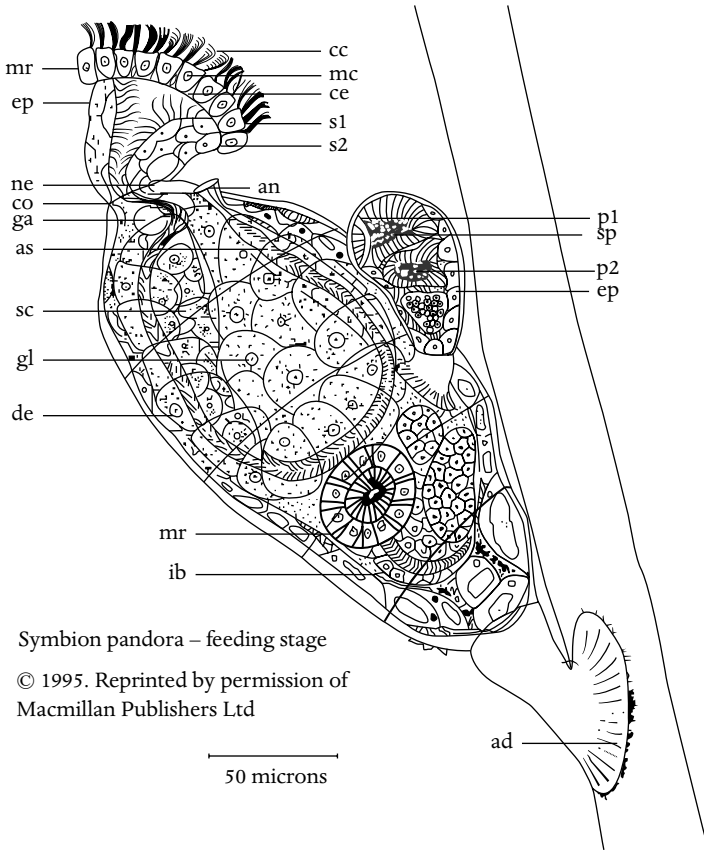 cc
mr
mc
ep
ce
s1
s2
ne
an
co
ga
p1
sp
as
p2
ep
sc
gl
de
mr
ib
Symbion pandora – feeding stage
© 1995. Reprinted by permission of
Macmillan Publishers Ltd
ad
50 microns